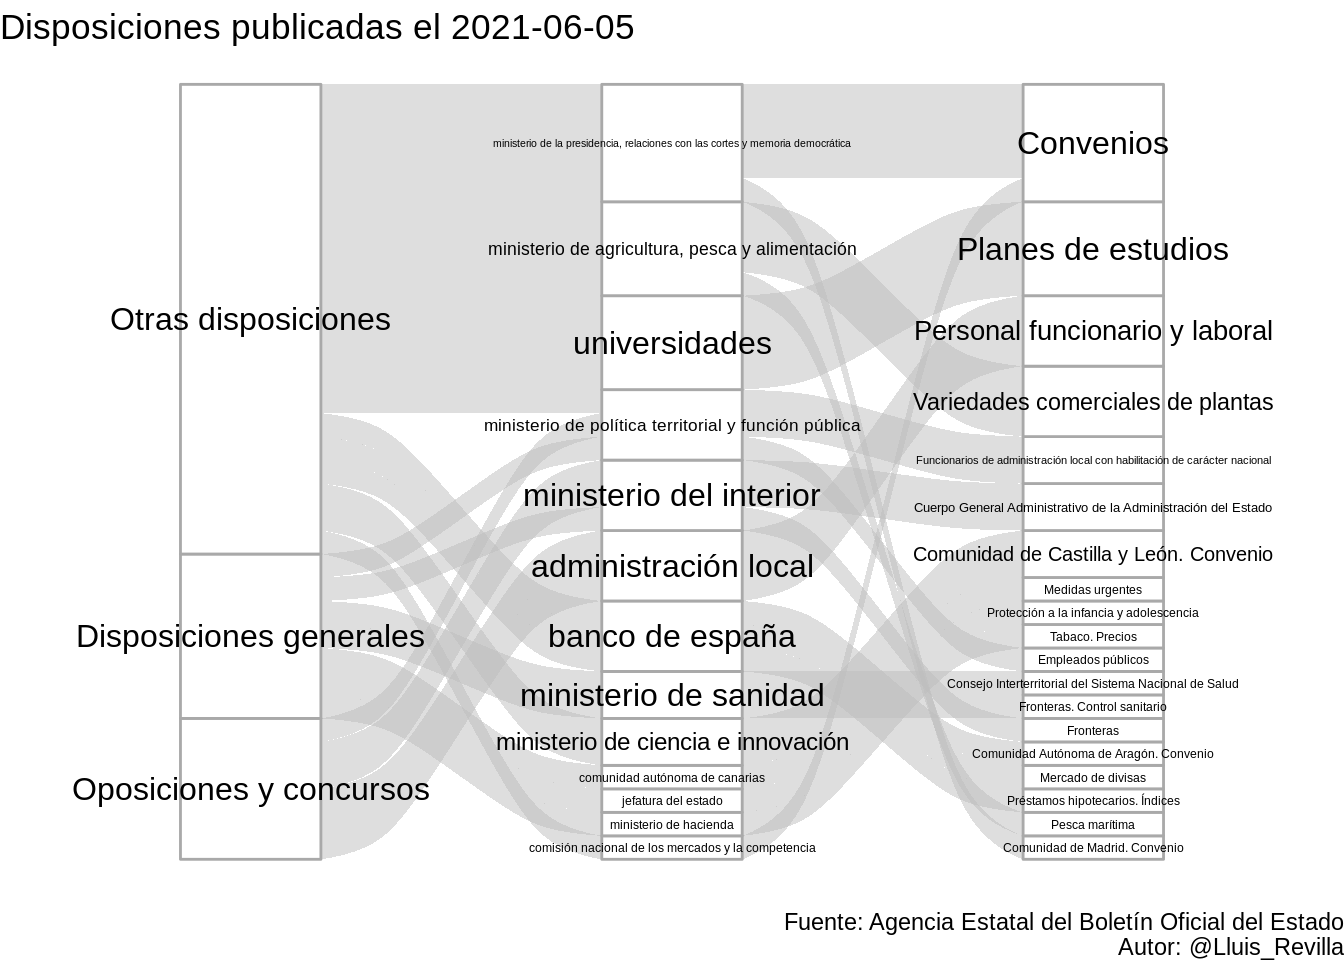 Disposiciones publicadas el 2021-06-05
Otras disposiciones
Disposiciones generales
Oposiciones y concursos
ministerio de la presidencia, relaciones con las cortes y memoria democrática
ministerio de agricultura, pesca y alimentación
universidades
ministerio de política territorial y función pública
ministerio del interior
administración local
banco de españa
ministerio de sanidad
ministerio de ciencia e innovación
comunidad autónoma de canarias
jefatura del estado
ministerio de hacienda
comisión nacional de los mercados y la competencia
Convenios
Planes de estudios
Personal funcionario y laboral
Variedades comerciales de plantas
Funcionarios de administración local con habilitación de carácter nacional
Cuerpo General Administrativo de la Administración del Estado
Comunidad de Castilla y León. Convenio
Medidas urgentes
Protección a la infancia y adolescencia
Tabaco. Precios
Empleados públicos
Consejo Interterritorial del Sistema Nacional de Salud
Fronteras. Control sanitario
Fronteras
Comunidad Autónoma de Aragón. Convenio
Mercado de divisas
Préstamos hipotecarios. Índices
Pesca marítima
Comunidad de Madrid. Convenio
Fuente: Agencia Estatal del Boletín Oficial del Estado
Autor: @Lluis_Revilla